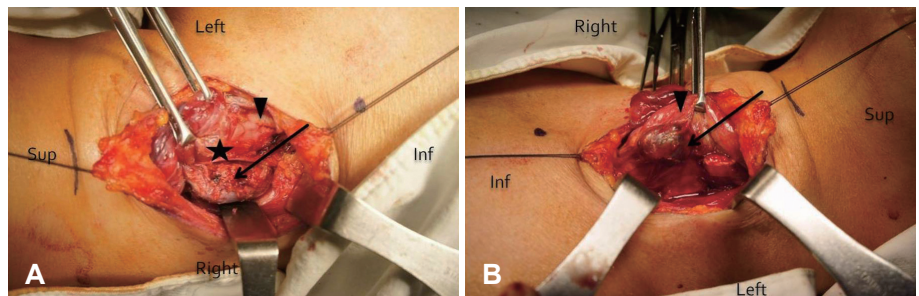 Left
Sup
Inf
Right
A
Right
Sup
Inf
Left
B